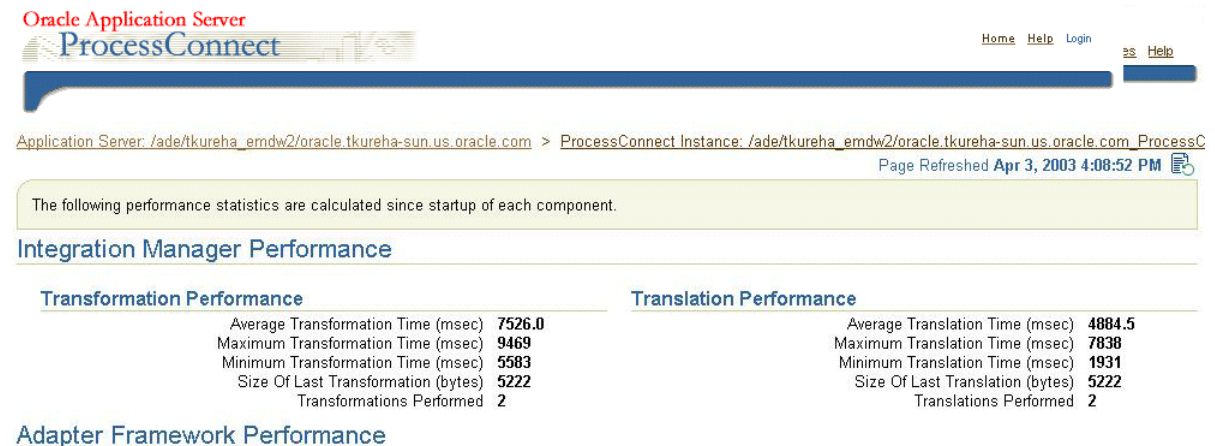 Oracle Application Server
ProcessConnect
Home Help Login
es Help
Application Server: /ade/tkureha_emdw2/oracle.tkureha-sun.us.oracle.com > ProcessConnect Instance: /ade/tkureha_emdw2/oracle.tkureha-sun.us.oracle.com_ProcessC
Page Refreshed Apr 3, 2003 4:08:52 PM
The following performance statistics are calculated since startup of each component.
Integration Manager Performance
Transformation Performance
Average Transformation Time (msec) 7526.0
Maximum Transformation Time (msec) 9469
Minimum Transformation Time (msec) 5583
Size Of Last Transformation (bytes) 5222
Transformations Performed 2
Translation Performance
Average Translation Time (msec) 4884.5
Maximum Translation Time (msec) 7838
Minimum Translation Time (msec) 1931
Size Of Last Translation (bytes) 5222
Translations Performed 2
Adapter Framework Performance